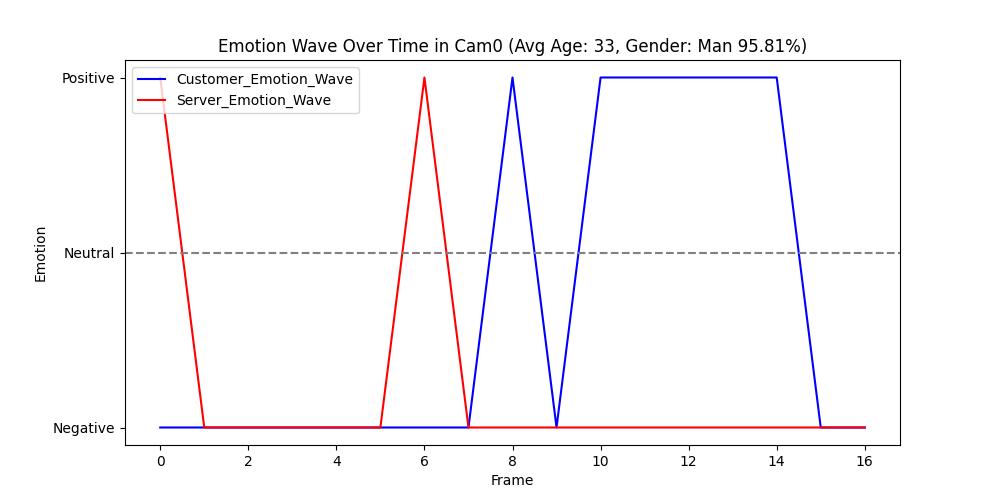 Emotion Wave Over Time in Cam0 (Avg Age: 33, Gender: Man 95.81%)
Positive
Customer_Emotion_Wave
Server_Emotion_Wave
Neutral
Emotion
Negative
0 2 4 6 8 10 12 14 16
Frame